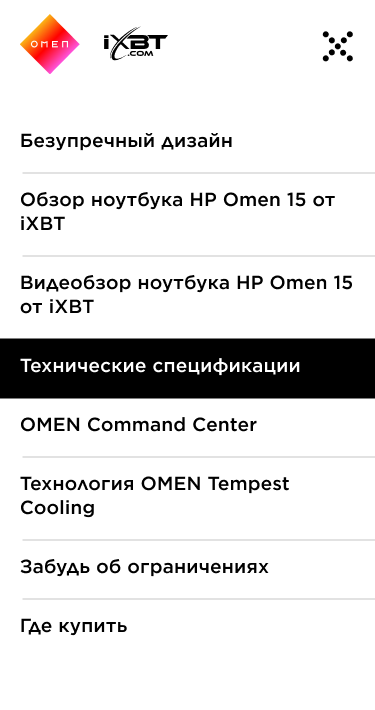 OMEN
iXBT
.COM
Безупречный дизайн
Обзор ноутбука HP Omen 15 от
iXBT
Видеобзор ноутбука HP Omen 15
от iXBT
Технические спецификации
OMEN Command Center
Технология OMEN Tempest
Cooling
Забудь об ограничениях
Где купить